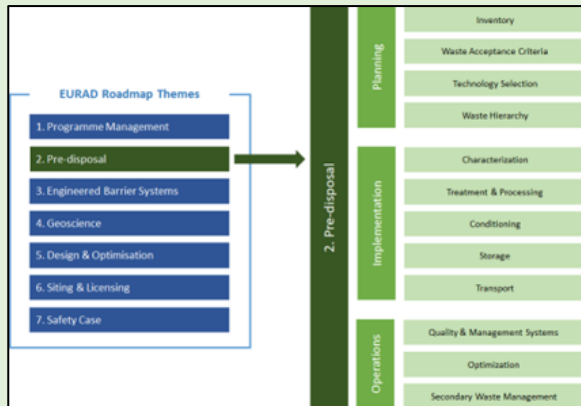 EURAD Roadmap Themes
1. Programme Management
2. Pre-disposal
3. Engineered Barrier Systems
4. Geoscience
5. Design & Optimisation
6. Siting & Licensing
7. Safety Case
2. Pre-disposal
Planning
Inventory
Waste Acceptance Criteria
Technology Selection
Waste Hierarchy
Implementation
Characterization
Treatment & Processing
Conditioning
Storage
Transport
Operations
Quality & Management Systems
Optimization
Secondary Waste Management